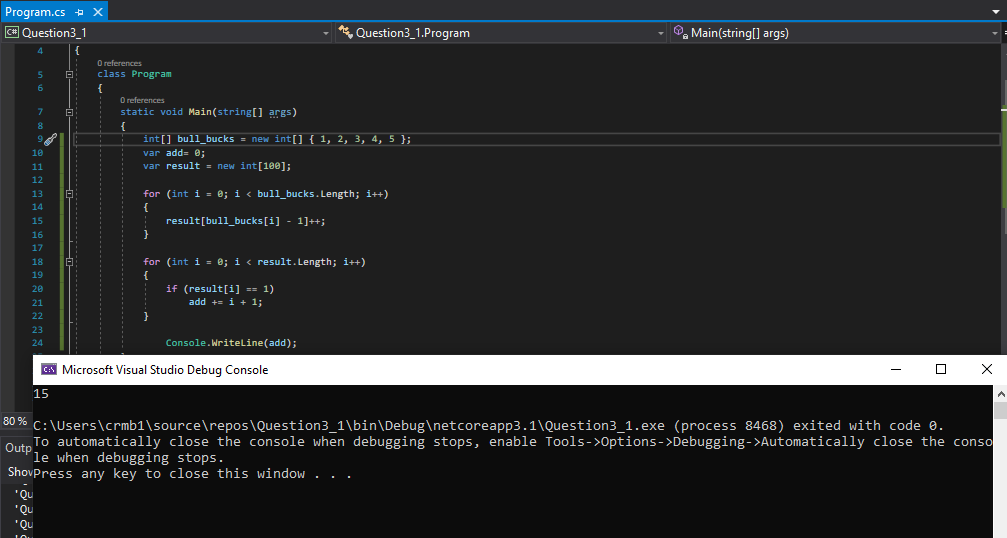 Program.cs
C# Question3_1
Question3_1.Program
Main(string[] args)
4 {
0 references
5 class Program
6 {
0 references
7 static void Main(string[] args)
8 {
9 int[] bull_bucks = new int[] { 1, 2, 3, 4, 5 };
10 var add= 0;
11 var result = new int[100];
12
13 for (int i = 0; i < bull_bucks.Length; i++)
14 {
15 result[bull_bucks[i] - 1]++;
16 }
17
18 for (int i = 0; i < result.Length; i++)
19 {
20 if (result[i] == 1)
21 add += i + 1;
22 }
23
24 Console.WriteLine(add);
80 %
Outp
Show
'Qu
'Qu
'Qu
C:\ Microsoft Visual Studio Debug Console
15
C:\Users\crmb1\source\repos\Question3_1\bin\Debug\netcoreapp3.1\Question3_1.exe (process 8468) exited with code 0.
To automatically close the console when debugging stops, enable Tools->Options->Debugging->Automatically close the conso
le when debugging stops.
Press any key to close this window . . .